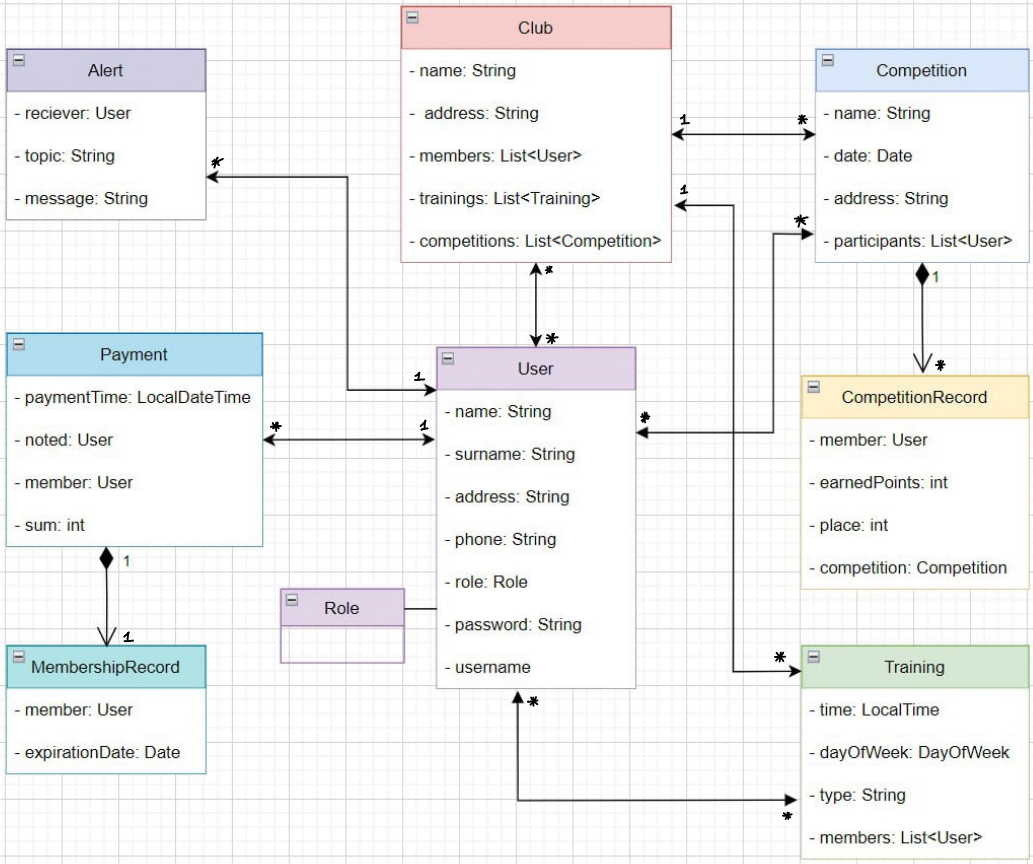 Club
- name: String
- address: String
- members: List<User>
- trainings: List<Training>
- competitions: List<Competition>
Alert
- reciever: User
- topic: String
- message: String
Competition
- name: String
- date: Date
- address: String
- participants: List<User>
1
*
1
*
*
*
*
1
*
Payment
- paymentTime: LocalDateTime
- noted: User
- member: User
- sum: int
User
- name: String
- surname: String
- address: String
- phone: String
- role: Role
- password: String
- username
CompetitionRecord
- member: User
- earnedPoints: int
- place: int
- competition: Competition
1
*
1
*
1
1
Role
MembershipRecord
- member: User
- expirationDate: Date
*
Training
- time: LocalTime
- dayOfWeek: DayOfWeek
- type: String
- members: List<User>
*
*